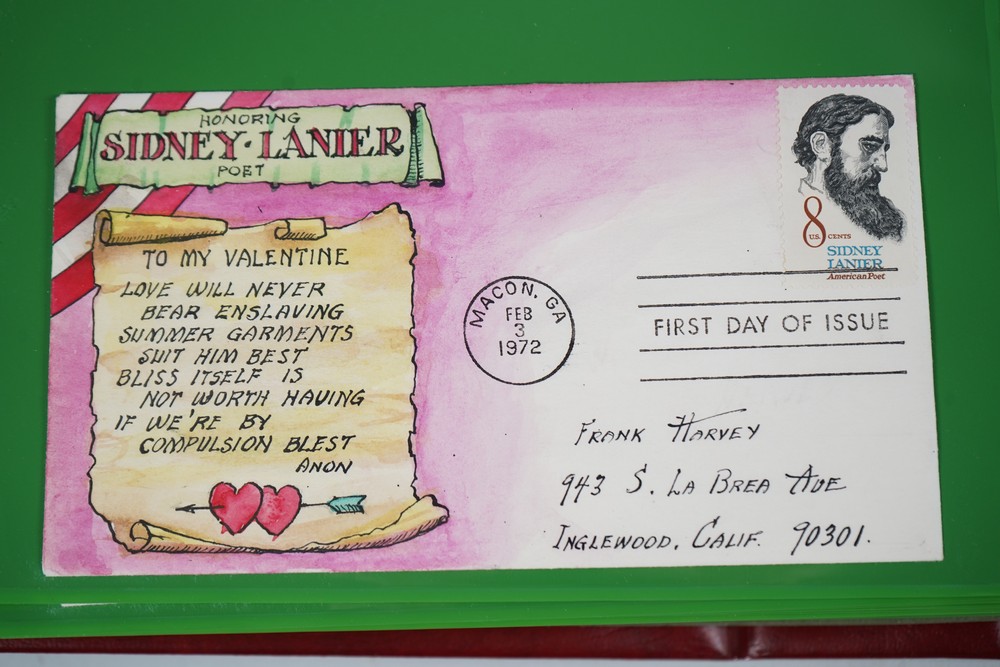 HONORING
SIDNEY·LANIER
POET
TO MY VALENTINE
LOVE WILL NEVER
BEAR ENSLAVING
SUMMER GARMENTS
SUIT HIM BEST
BLISS ITSELF IS
NOT WORTH HAVING
IF WE'RE BY
COMPULSION BLEST
ANON
8
U.S. CENTS
SIDNEY
LANIER
American Poet
MACON, GA
FEB
3
1972
FIRST DAY OF ISSUE
FRANK HARVEY
943 S. LA BREA AVE
INGLEWOOD, CALIF. 90301.